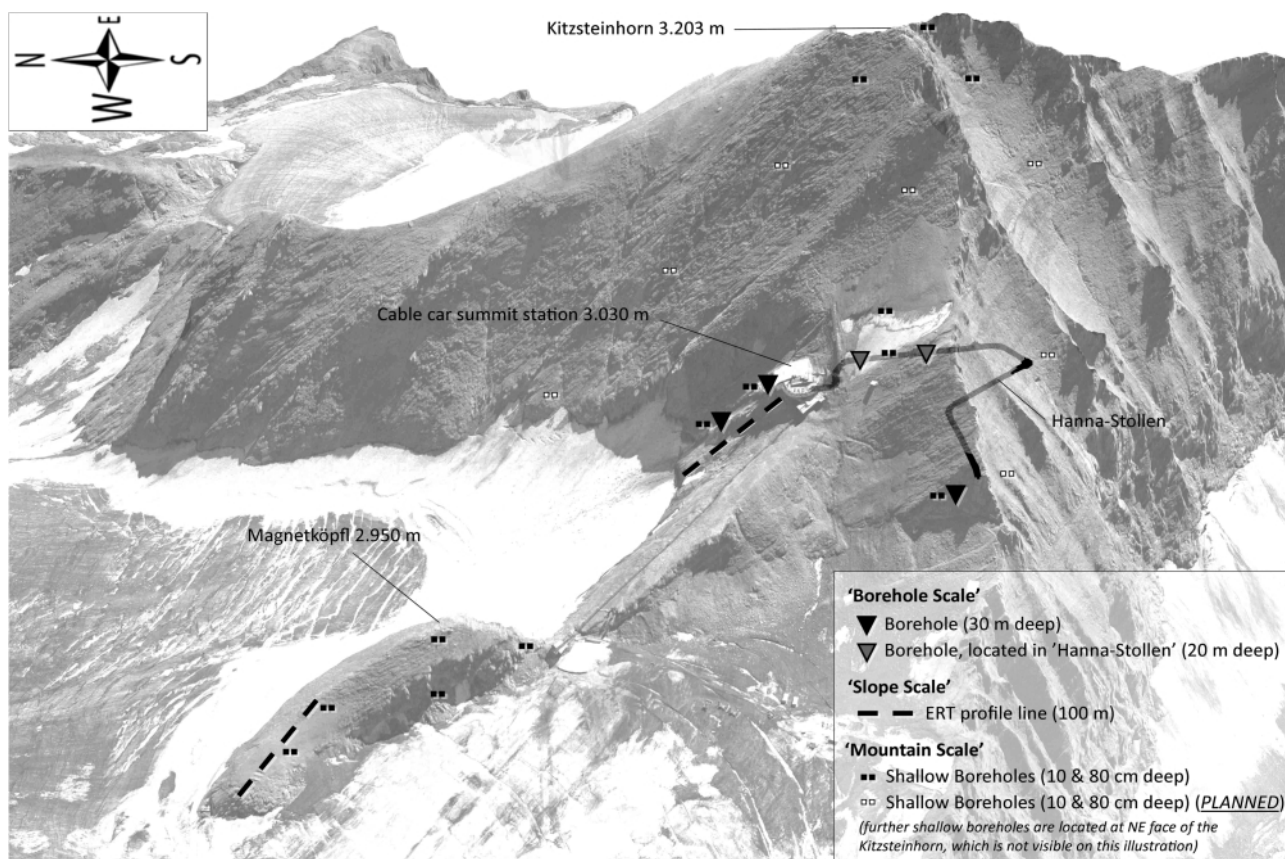 E
N
S
W
Kitzsteinhorn 3.203 m
Cable car summit station 3.030 m
Hanna-Stollen
Magnetköpfl 2.950 m
‘Borehole Scale’
Borehole (30 m deep)
Borehole, located in ’Hanna-Stollen’ (20 m deep)
‘Slope Scale’
ERT profile line (100 m)
‘Mountain Scale’
Shallow Boreholes (10 & 80 cm deep)
Shallow Boreholes (10 & 80 cm deep) (PLANNED)
(further shallow boreholes are located at NE face of the
Kitzsteinhorn, which is not visible on this illustration)